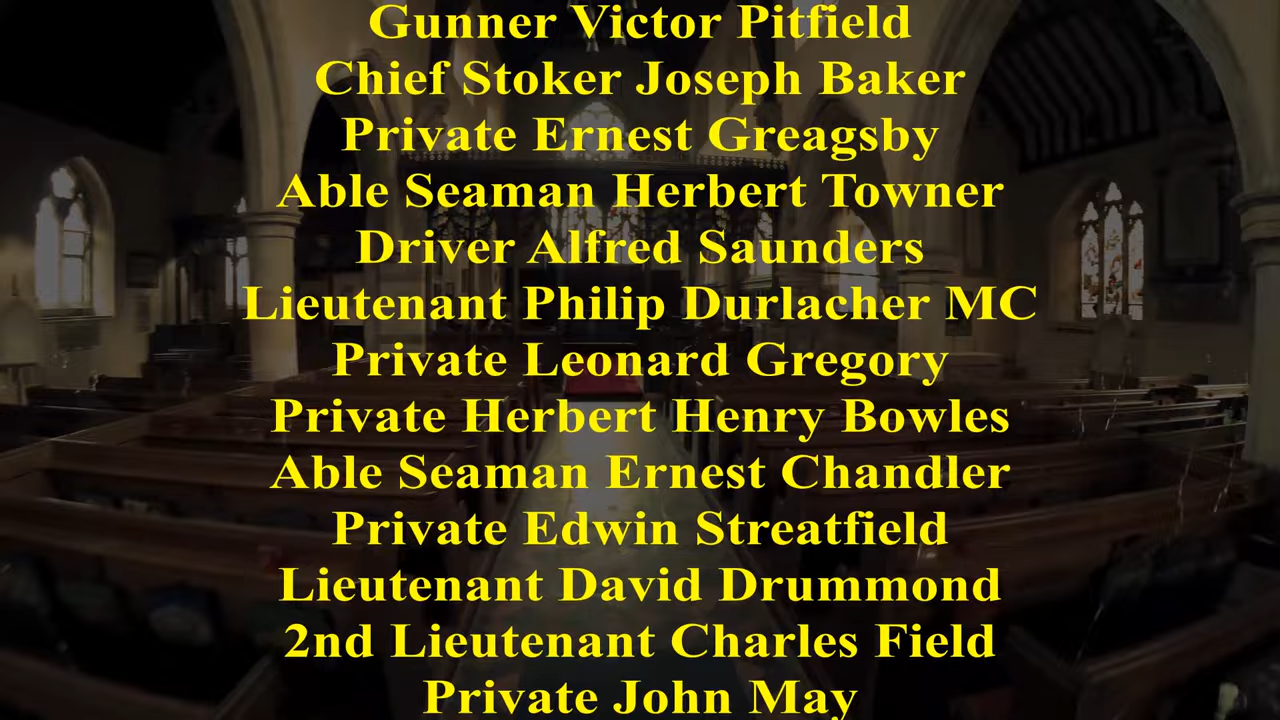 Gunner Victor Pitfield
Chief Stoker Joseph Baker
Private Ernest Greagsby
Able Seaman Herbert Towner
Driver Alfred Saunders
Lieutenant Philip Durlacher MC
Private Leonard Gregory
Private Herbert Henry Bowles
Able Seaman Ernest Chandler
Private Edwin Streatfield
Lieutenant David Drummond
2nd Lieutenant Charles Field
Private John May